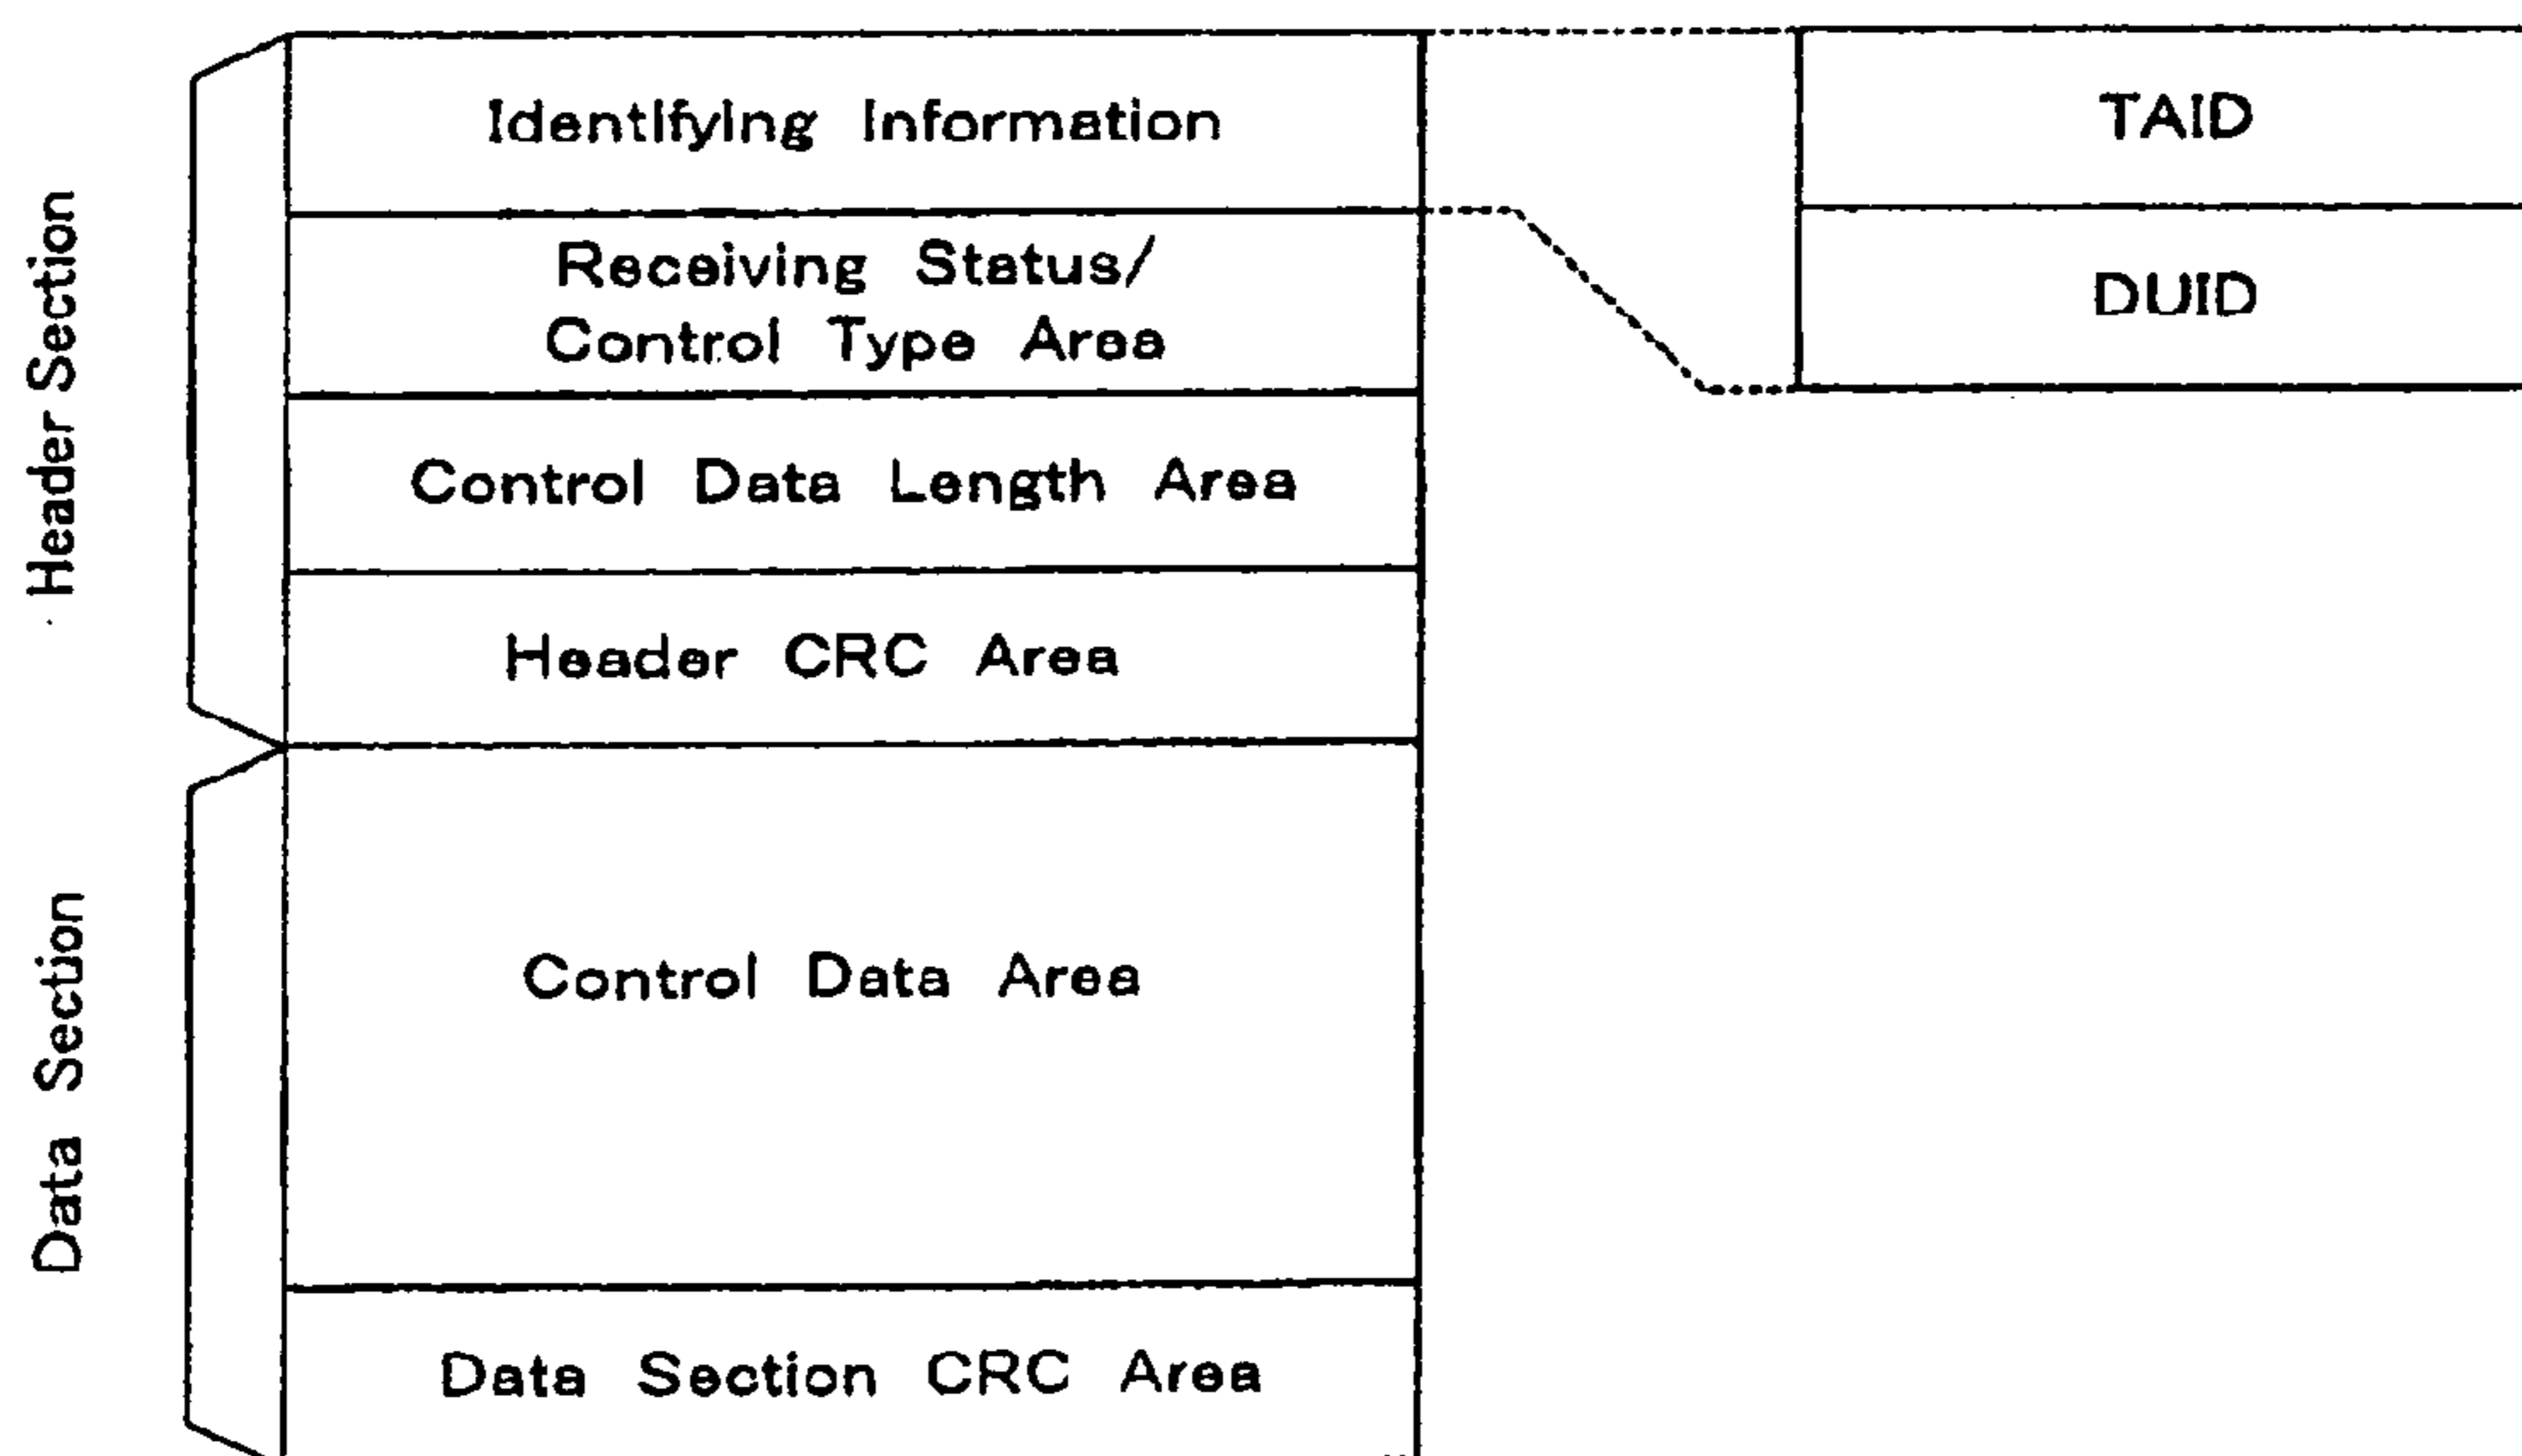 Header Section
Identifying Information
TAID
Receiving Status/
Control Type Area
DUID
Control Data Length Area
Header CRC Area
Data Section
Control Data Area
Data Section CRC Area